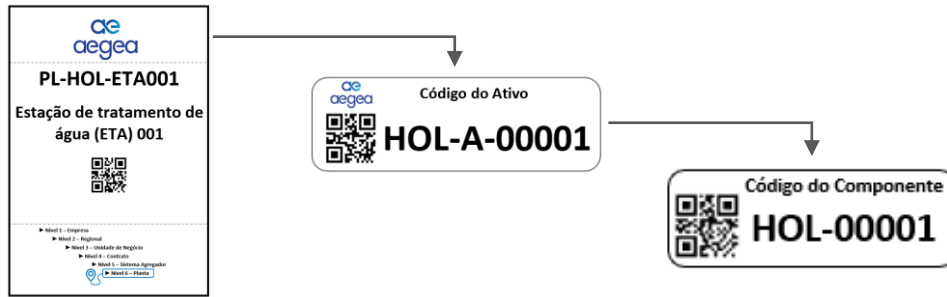 ae
aegea
PL-HOL-ETA001
Estação de tratamento de
água (ETA) 001
► Nível 1 – Empresa
► Nível 2 – Regional
► Nível 3 – Unidade de Negócio
► Nível 4 – Contrato
► Nível 5 – Sistema Agregador
► Nível 6 – Planta
ae
aegea
Código do Ativo
HOL-A-00001
Código do Componente
HOL-00001